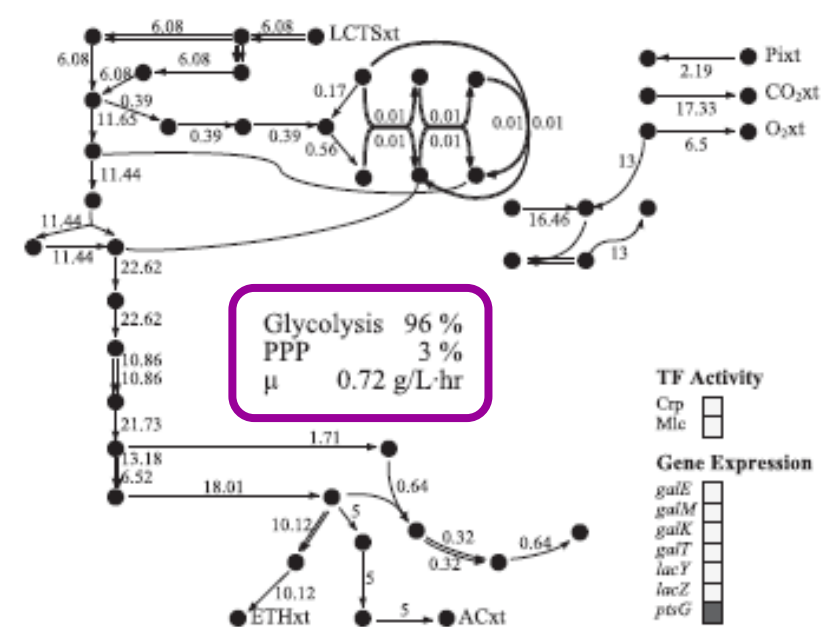 6.08 6.08 LCTSxt
6.08 6.08 6.08
0.39
11.65
0.39 0.39
0.17
0.56
0.01 0.01
0.01 0.01
0.01 0.01
Pixt
2.19
CO₂xt
17.33
O₂xt
6.5
13
16.46
13
11.44
11.44
11.44
22.62
22.62
10.86
10.86
21.73
13.18
6.52
Glycolysis 96 %
PPP 3 %
μ 0.72 g/L·hr
1.71
0.64
18.01
10.12
5
0.32
0.32
0.64
5
10.12
ETHxt
5
ACxt
TF Activity
Crp
Mlc
Gene Expression
galE
galM
galK
galT
lacY
lacZ
ptsG